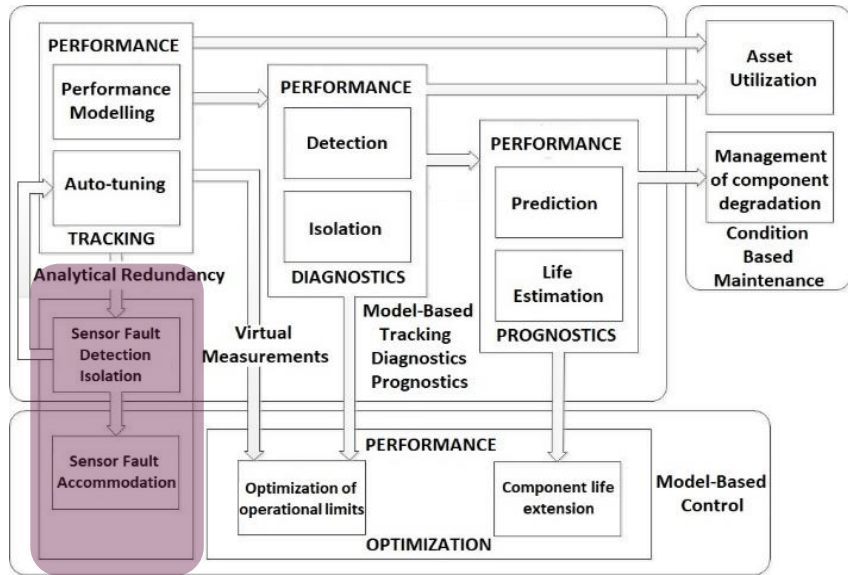 PERFORMANCE
Performance
Modelling
Auto-tuning
TRACKING
Analytical Redundancy
Sensor Fault
Detection
Isolation
Sensor Fault
Accommodation
PERFORMANCE
Detection
Isolation
DIAGNOSTICS
Virtual
Measurements
Model-Based
Tracking
Diagnostics
Prognostics
PERFORMANCE
Prediction
Life
Estimation
PROGNOSTICS
Asset
Utilization
Management
of component
degradation
Condition
Based
Maintenance
PERFORMANCE
Optimization of
operational limits
Component life
extension
OPTIMIZATION
Model-Based
Control